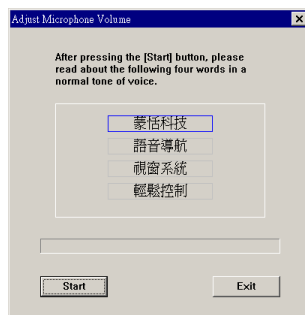 Adjust Microphone Volume
After pressing the [Start] button, please
read about the following four words in a
normal tone of voice.
蒙恬科技
語音導航
視窗系統
輕鬆控制
Start
Exit